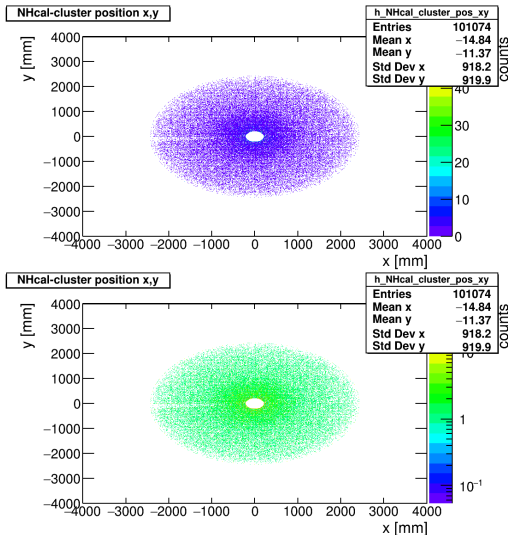 NHcal-cluster position x,y
h_NHcal_cluster_pos_xy
Entries 101074
Mean x −14.84
Mean y −11.37
Std Dev x 918.2
Std Dev y 919.9
counts
y [mm]
4000
3000
2000
1000
0
−1000
−2000
−3000
−4000
−4000 −3000 −2000 −1000 0 1000 2000 3000 4000
x [mm]
40
30
20
10
0
NHcal-cluster position x,y
h_NHcal_cluster_pos_xy
Entries 101074
Mean x −14.84
Mean y −11.37
Std Dev x 918.2
Std Dev y 919.9
counts
y [mm]
4000
3000
2000
1000
0
−1000
−2000
−3000
−4000
−4000 −3000 −2000 −1000 0 1000 2000 3000 4000
x [mm]
10
1
10⁻¹